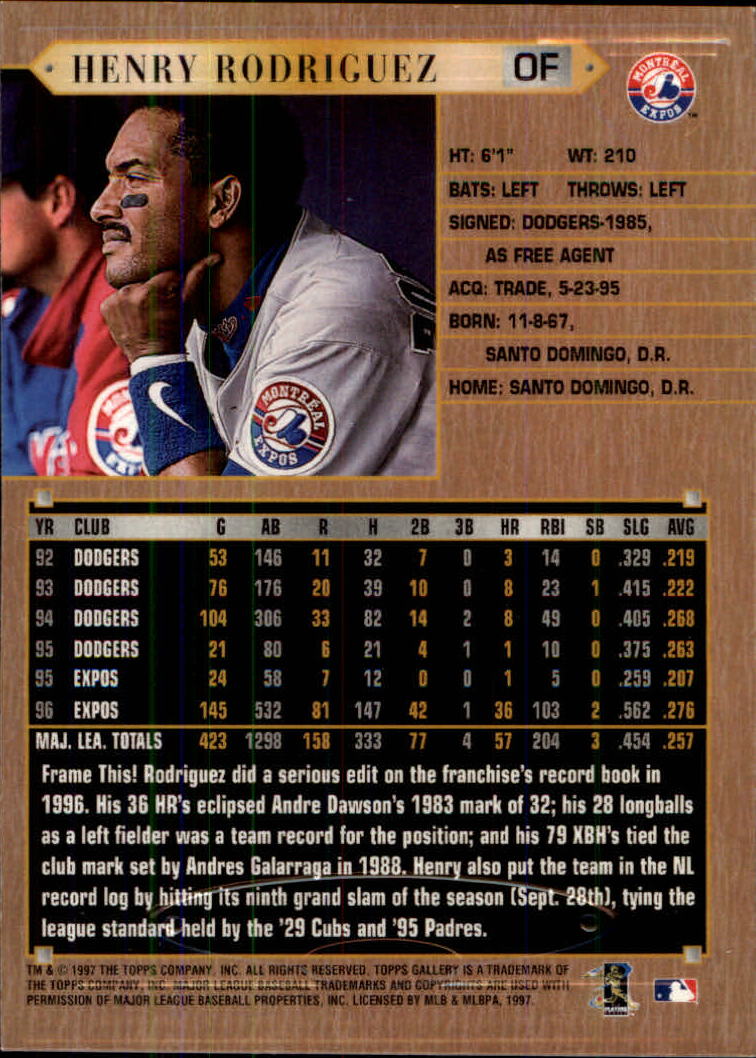 HENRY RODRIGUEZ OF
MONTRÉAL
EXPOS
TM
HT: 6'1" WT: 210
BATS: LEFT THROWS: LEFT
SIGNED: DODGERS-1985,
AS FREE AGENT
ACQ: TRADE, 5-23-95
BORN: 11-8-67,
SANTO DOMINGO, D.R.
HOME: SANTO DOMINGO, D.R.
MONTRÉAL
EXPOS
YR CLUB G AB R H 2B 3B HR RBI SB SLG AVG
92 DODGERS 53 146 11 32 7 0 3 14 0 .329 .219
93 DODGERS 76 176 20 39 10 0 8 23 1 .415 .222
94 DODGERS 104 306 33 82 14 2 8 49 0 .405 .268
95 DODGERS 21 80 6 21 4 1 1 10 0 .375 .263
95 EXPOS 24 58 7 12 0 0 1 5 0 .259 .207
96 EXPOS 145 532 81 147 42 1 36 103 2 .562 .276
MAJ. LEA. TOTALS 423 1298 158 333 77 4 57 204 3 .454 .257
Frame This! Rodriguez did a serious edit on the franchise's record book in
1996. His 36 HR's eclipsed Andre Dawson's 1983 mark of 32; his 28 longballs
as a left fielder was a team record for the position; and his 79 XBH's tied the
club mark set by Andres Galarraga in 1988. Henry also put the team in the NL
record log by hitting its ninth grand slam of the season (Sept. 28th), tying the
league standard held by the '29 Cubs and '95 Padres.
TM & © 1997 THE TOPPS COMPANY, INC. ALL RIGHTS RESERVED. TOPPS GALLERY IS A TRADEMARK OF
THE TOPPS COMPANY, INC. MAJOR LEAGUE BASEBALL TRADEMARKS AND COPYRIGHTS ARE USED WITH
PERMISSION OF MAJOR LEAGUE BASEBALL PROPERTIES, INC. LICENSED BY MLB & MLBPA, 1997.